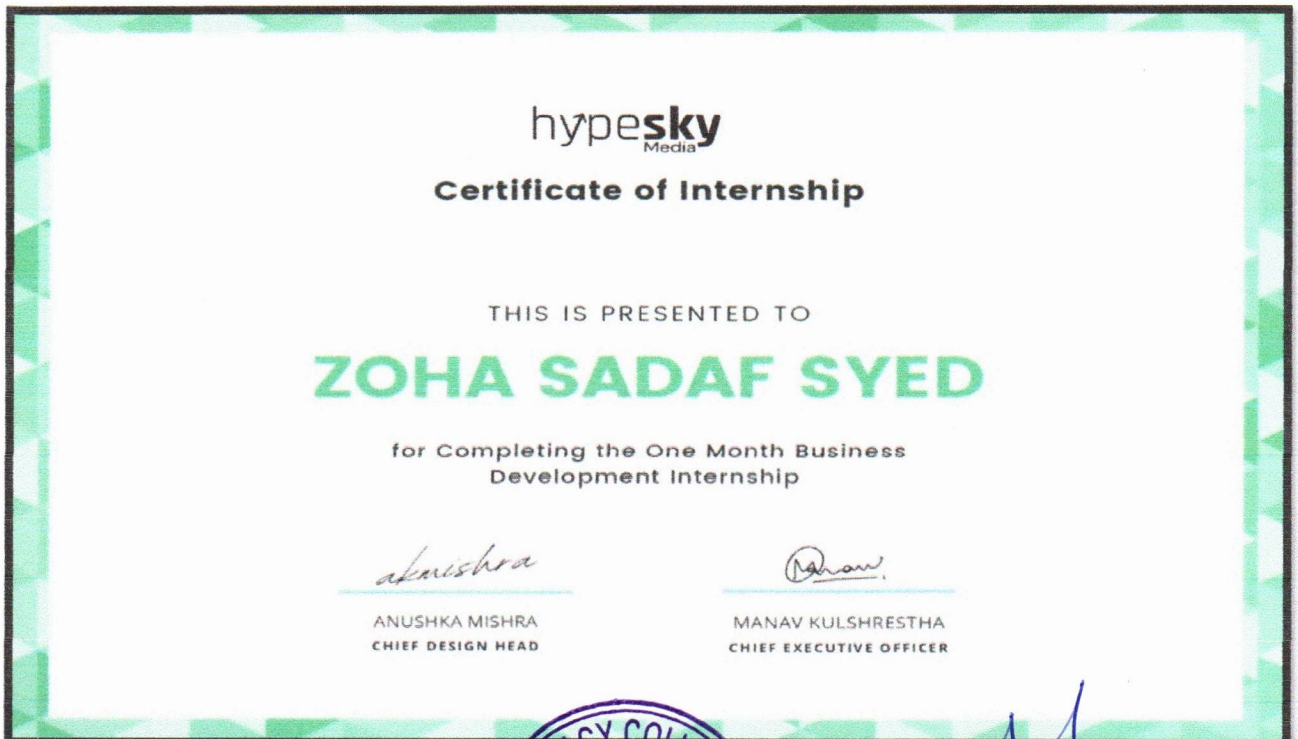 hypesky
Media
Certificate of Internship
THIS IS PRESENTED TO
ZOHA SADAF SYED
for Completing the One Month Business
Development Internship
akmishra
Manav
ANUSHKA MISHRA
MANAV KULSHRESTHA
CHIEF DESIGN HEAD
CHIEF EXECUTIVE OFFICER